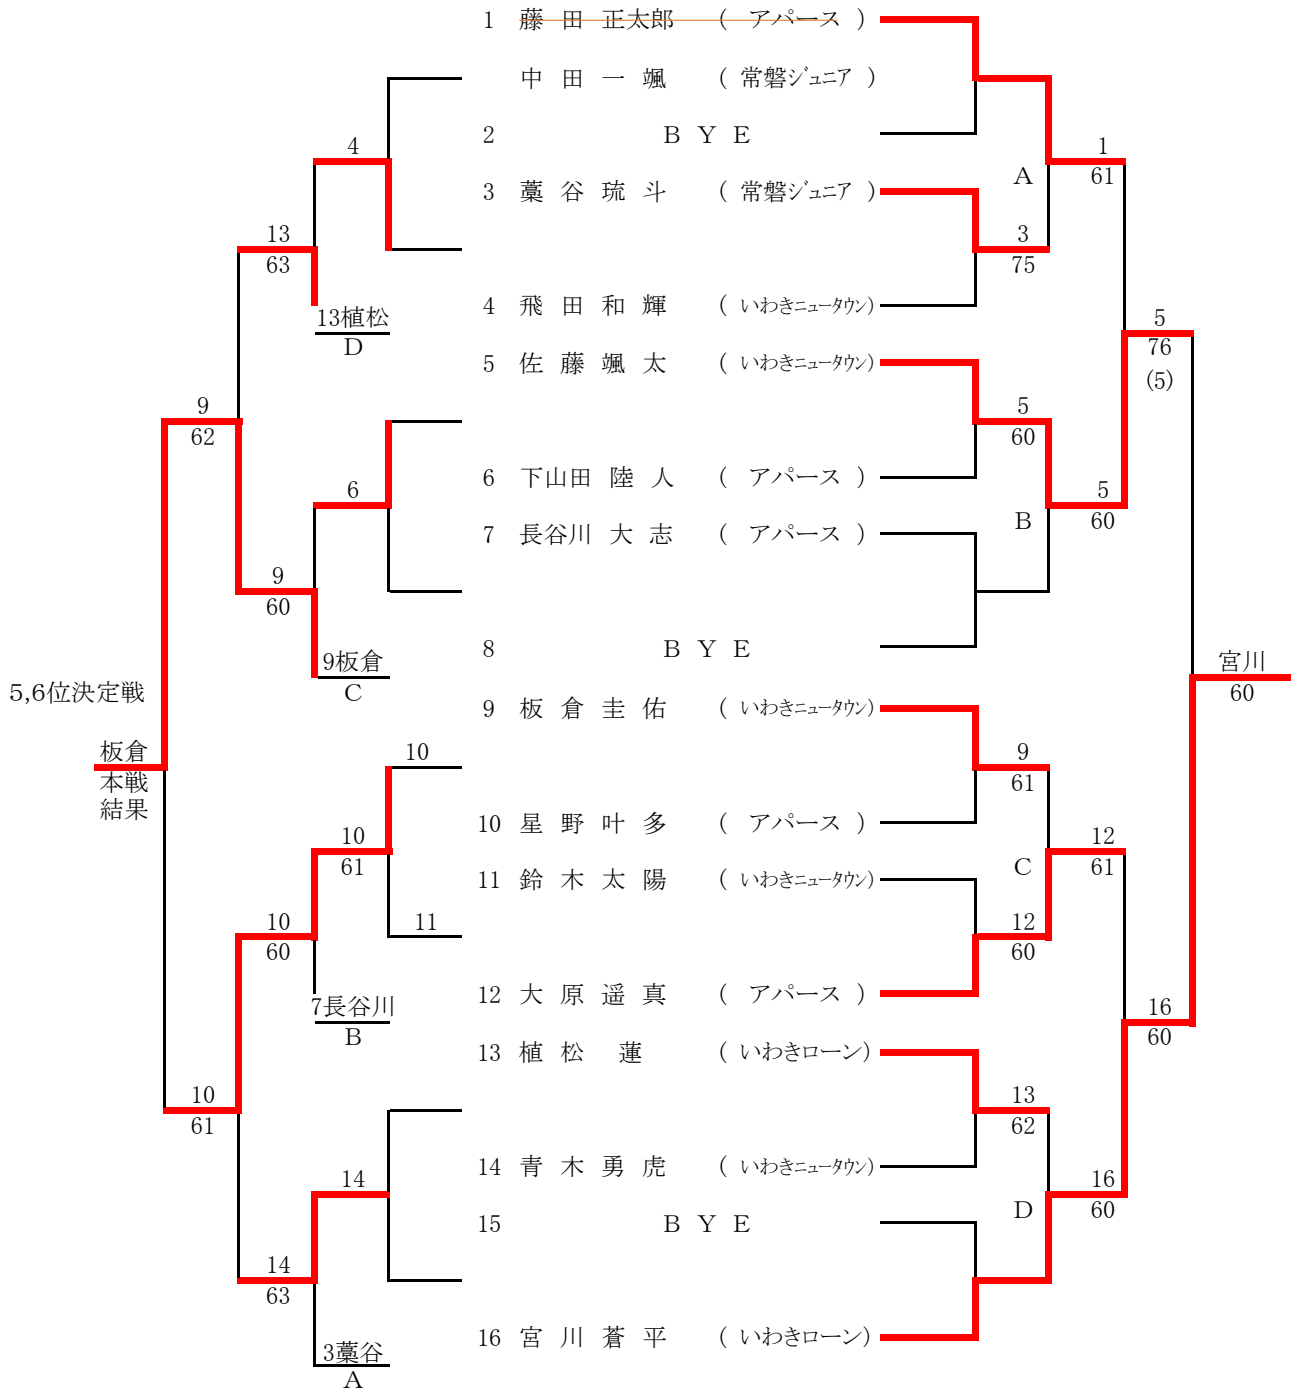 1 藤 田 正太郎 ( アパース )
中 田 一 颯 ( 常磐ジュニア )
2 B Y E
3 藁 谷 琉 斗 ( 常磐ジュニア )
4 飛 田 和 輝 ( いわきニュータウン)
5 佐 藤 颯 太 ( いわきニュータウン)
6 下山田 陸 人 ( アパース )
7 長谷川 大 志 ( アパース )
8 B Y E
9 板 倉 圭 佑 ( いわきニュータウン)
10 星 野 叶 多 ( アパース )
11 鈴 木 太 陽 ( いわきニュータウン)
12 大 原 遥 真 ( アパース )
13 植 松 蓮 ( いわきローン)
14 青 木 勇 虎 ( いわきニュータウン)
15 B Y E
16 宮 川 蒼 平 ( いわきローン)
4
13
63
13植松
D
9
62
6
9
60
9板倉
C
5,6位決定戦
板倉
本戦
結果
10
10
61
11
10
60
7長谷川
B
10
61
14
14
63
3藁谷
A
1
61
A
3
75
5
76
(5)
5
60
B
5
60
宮川
60
9
61
C
12
61
12
60
16
60
13
62
D
16
60